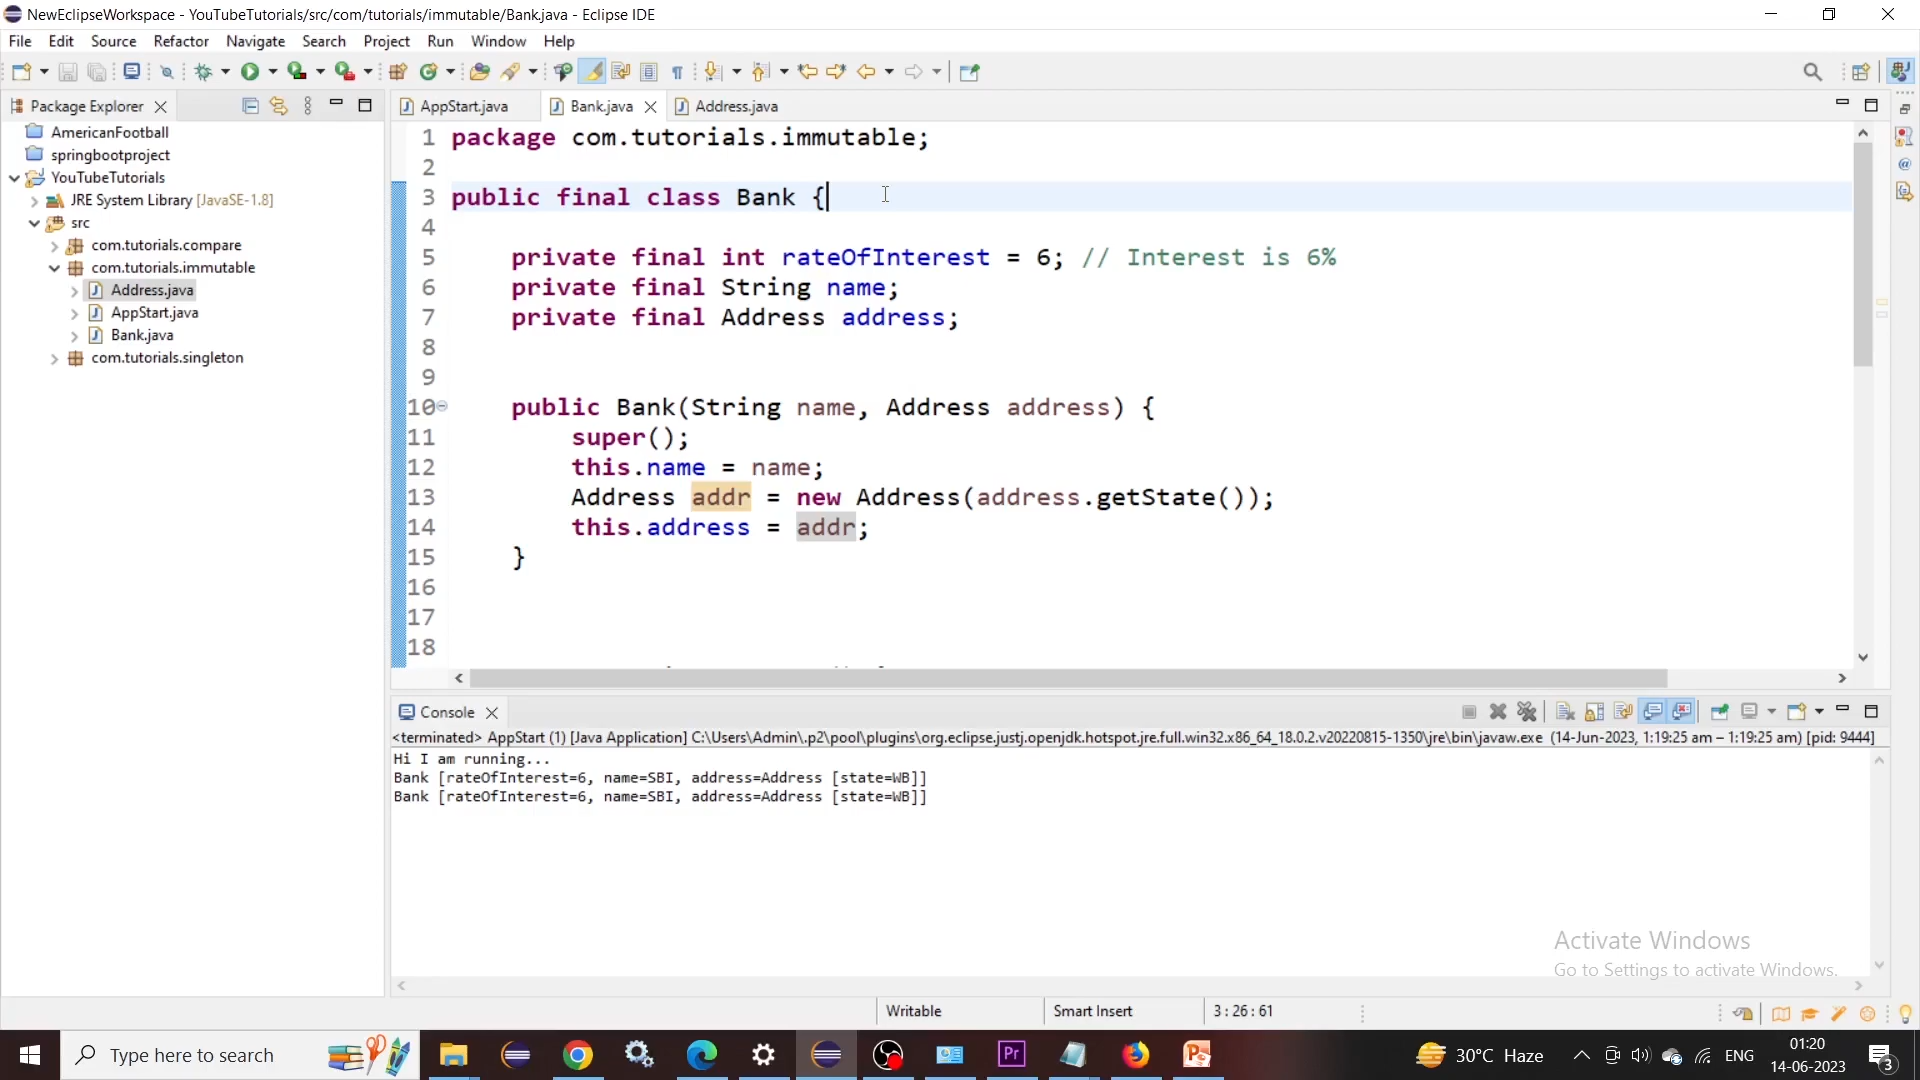 NewEclipseWorkspace - YouTubeTutorials/src/com/tutorials/immutable/Bank.java - Eclipse IDE
File Edit Source Refactor Navigate Search Project Run Window Help
Package Explorer
AmericanFootball
springbootproject
YouTubeTutorials
JRE System Library [JavaSE-1.8]
src
com.tutorials.compare
com.tutorials.immutable
Address.java
AppStart.java
Bank.java
com.tutorials.singleton
AppStart.java Bank.java Address.java
1 package com.tutorials.immutable;
2
3 public final class Bank {
4
5 private final int rateOfInterest = 6; // Interest is 6%
6 private final String name;
7 private final Address address;
8
9
10 public Bank(String name, Address address) {
11 super();
12 this.name = name;
13 Address addr = new Address(address.getState());
14 this.address = addr;
15 }
16
17
18
Console
<terminated> AppStart (1) [Java Application] C:\Users\Admin\.p2\pool\plugins\org.eclipse.justj.openjdk.hotspot.jre.full.win32.x86_64_18.0.2.v20220815-1350\jre\bin\javaw.exe (14-Jun-2023, 1:19:25 am – 1:19:25 am) [pid: 9444]
Hi I am running...
Bank [rateOfInterest=6, name=SBI, address=Address [state=WB]]
Bank [rateOfInterest=6, name=SBI, address=Address [state=WB]]
Activate Windows
Go to Settings to activate Windows.
Writable Smart Insert 3 : 26 : 61
Type here to search
Pr
30°C Haze
ENG
01:20
14-06-2023
3